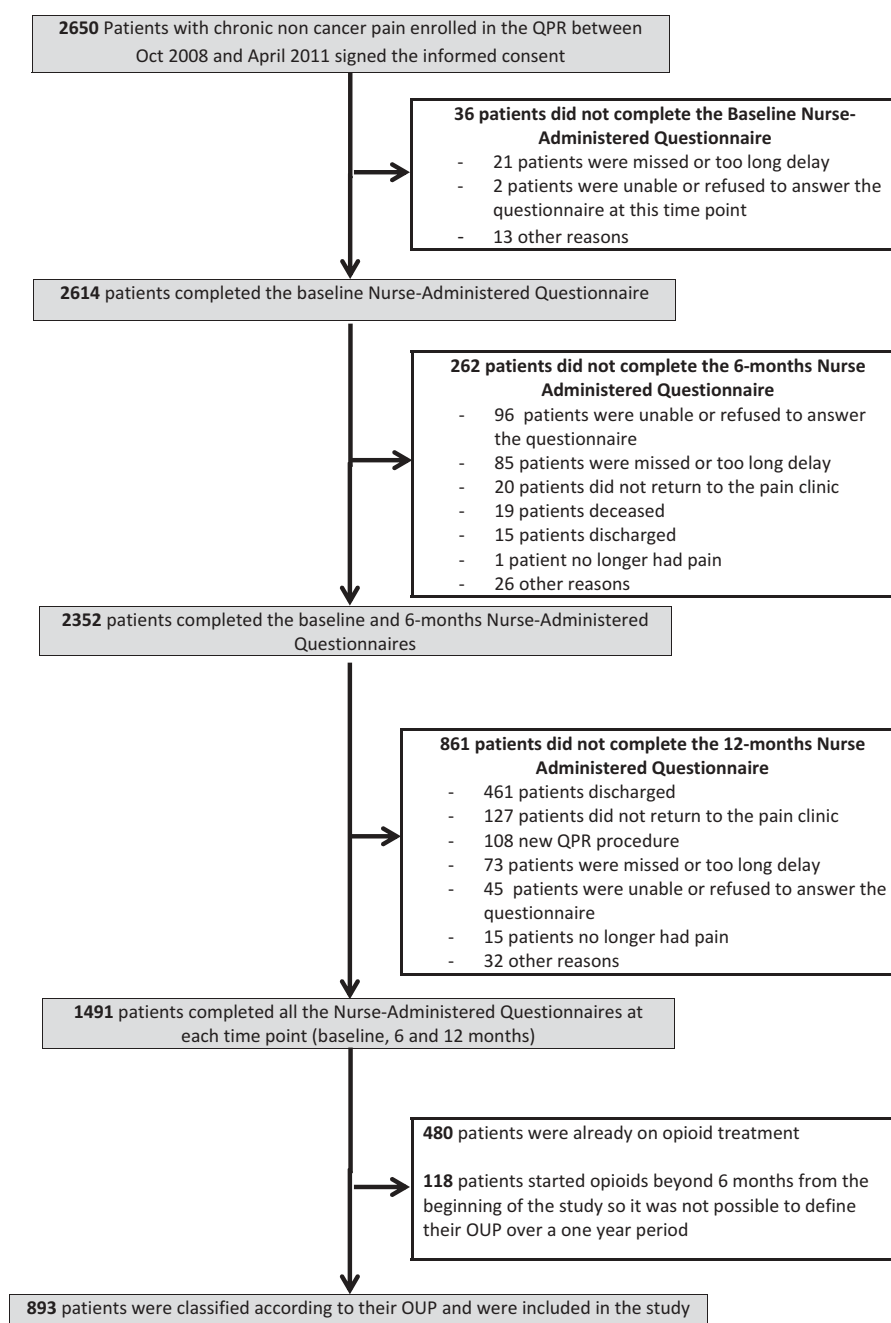 2650 Patients with chronic non cancer pain enrolled in the QPR between
Oct 2008 and April 2011 signed the informed consent
36 patients did not complete the Baseline Nurse-
Administered Questionnaire
- 21 patients were missed or too long delay
- 2 patients were unable or refused to answer the
questionnaire at this time point
- 13 other reasons
2614 patients completed the baseline Nurse-Administered Questionnaire
262 patients did not complete the 6-months Nurse
Administered Questionnaire
- 96 patients were unable or refused to answer
the questionnaire
- 85 patients were missed or too long delay
- 20 patients did not return to the pain clinic
- 19 patients deceased
- 15 patients discharged
- 1 patient no longer had pain
- 26 other reasons
2352 patients completed the baseline and 6-months Nurse-Administered
Questionnaires
861 patients did not complete the 12-months Nurse
Administered Questionnaire
- 461 patients discharged
- 127 patients did not return to the pain clinic
- 108 new QPR procedure
- 73 patients were missed or too long delay
- 45 patients were unable or refused to answer the
questionnaire
- 15 patients no longer had pain
- 32 other reasons
1491 patients completed all the Nurse-Administered Questionnaires at
each time point (baseline, 6 and 12 months)
480 patients were already on opioid treatment
118 patients started opioids beyond 6 months from the
beginning of the study so it was not possible to define
their OUP over a one year period
893 patients were classified according to their OUP and were included in the study